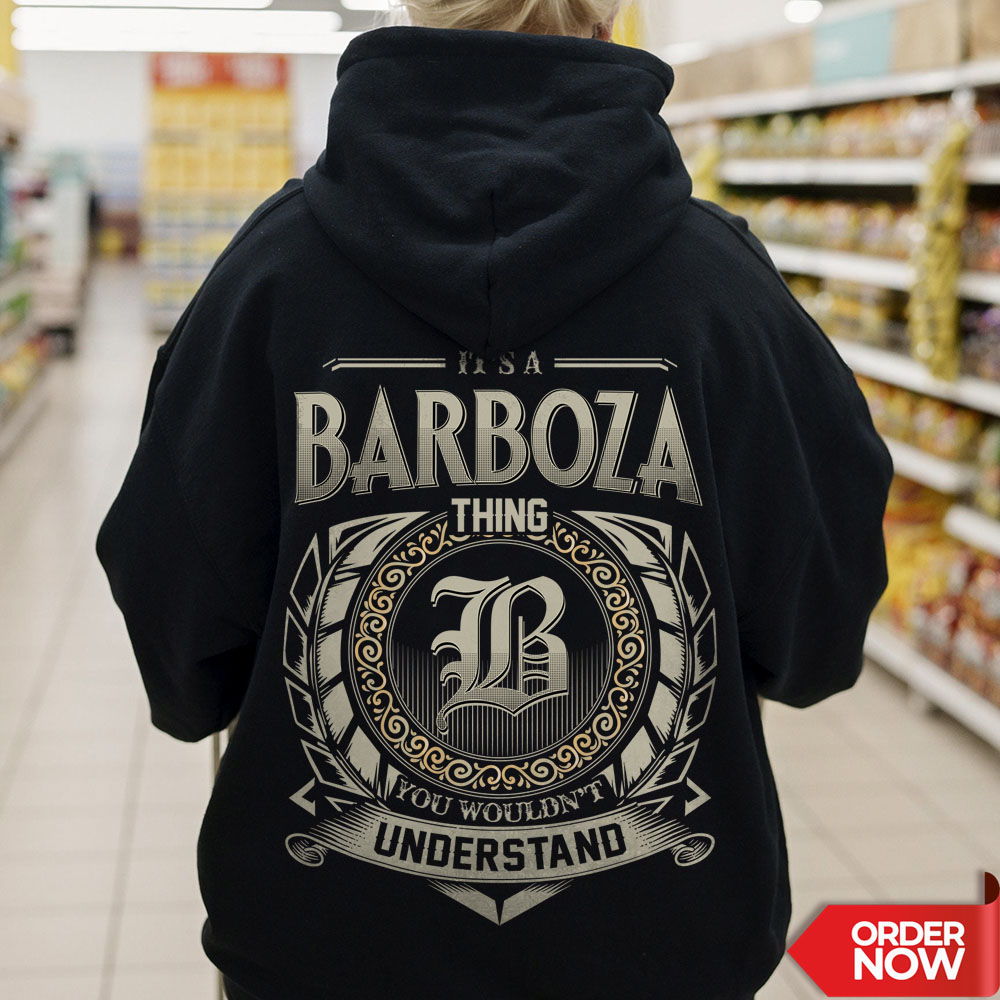 IT'S A
BARBOZA
THING
B
YOU WOULDN'T
UNDERSTAND
ORDER
NOW